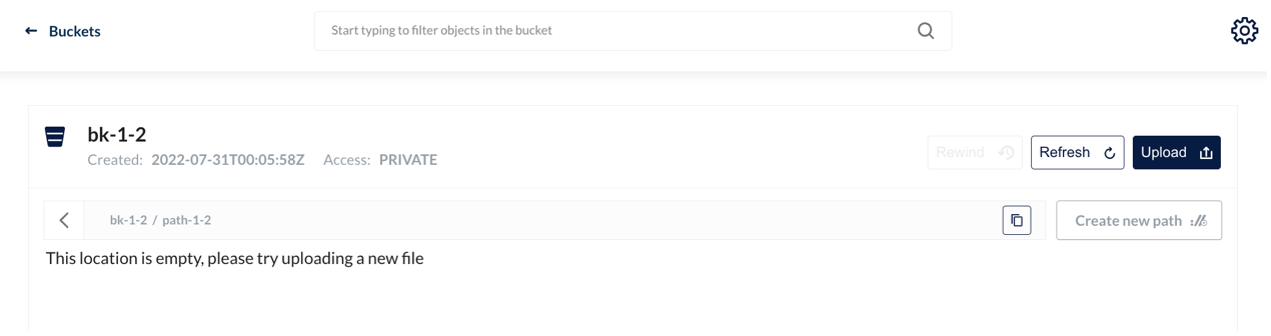 Buckets
Start typing to filter objects in the bucket
bk-1-2
Created: 2022-07-31T00:05:58Z Access: PRIVATE
Rewind
Refresh
Upload
bk-1-2 / path-1-2
Create new path
This location is empty, please try uploading a new file